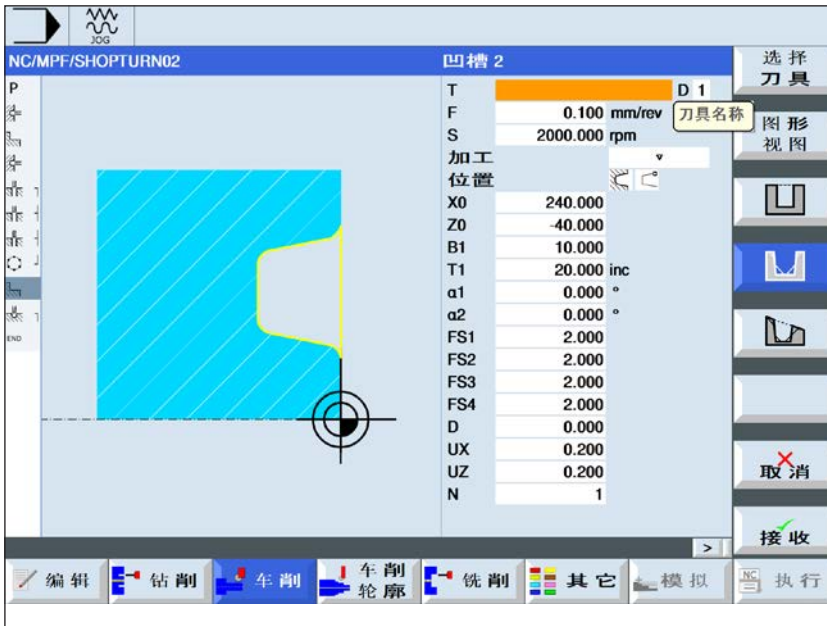 JOG
NC/MPF/SHOPTURN02
凹槽 2
P
END
T D 1
刀具名称
F 0.100 mm/rev
S 2000.000 rpm
加工 ▿
位置
X0 240.000
Z0 -40.000
B1 10.000
T1 20.000 inc
α1 0.000 °
α2 0.000 °
FS1 2.000
FS2 2.000
FS3 2.000
FS4 2.000
D 0.000
UX 0.200
UZ 0.200
N 1
选择
刀具
图形
视图
取消
接收
>
编辑
钻削
车削
车削
轮廓
铣削
其它
模拟
NC
执行